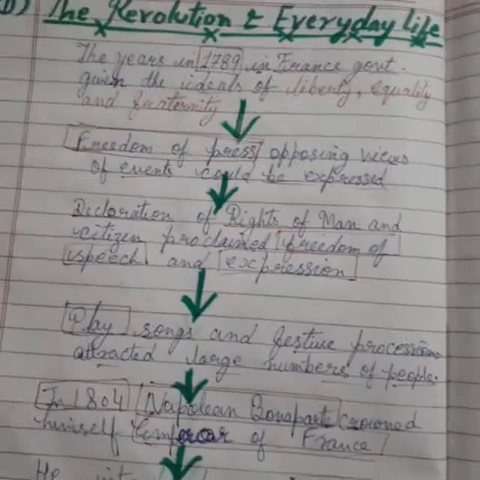 D) The Revolution & Everyday life
The years in 1789 in France govt.
given the ideals of liberty, equality
and fraternity
Freedom of press opposing views
of events could be expressed
Declaration of Rights of Man and
citizen proclaimed freedom of
speech and expression
Play songs and festive processions
attracted large numbers of people.
In 1804 Napolean Bonapart crowned
himself Emperor of France
He